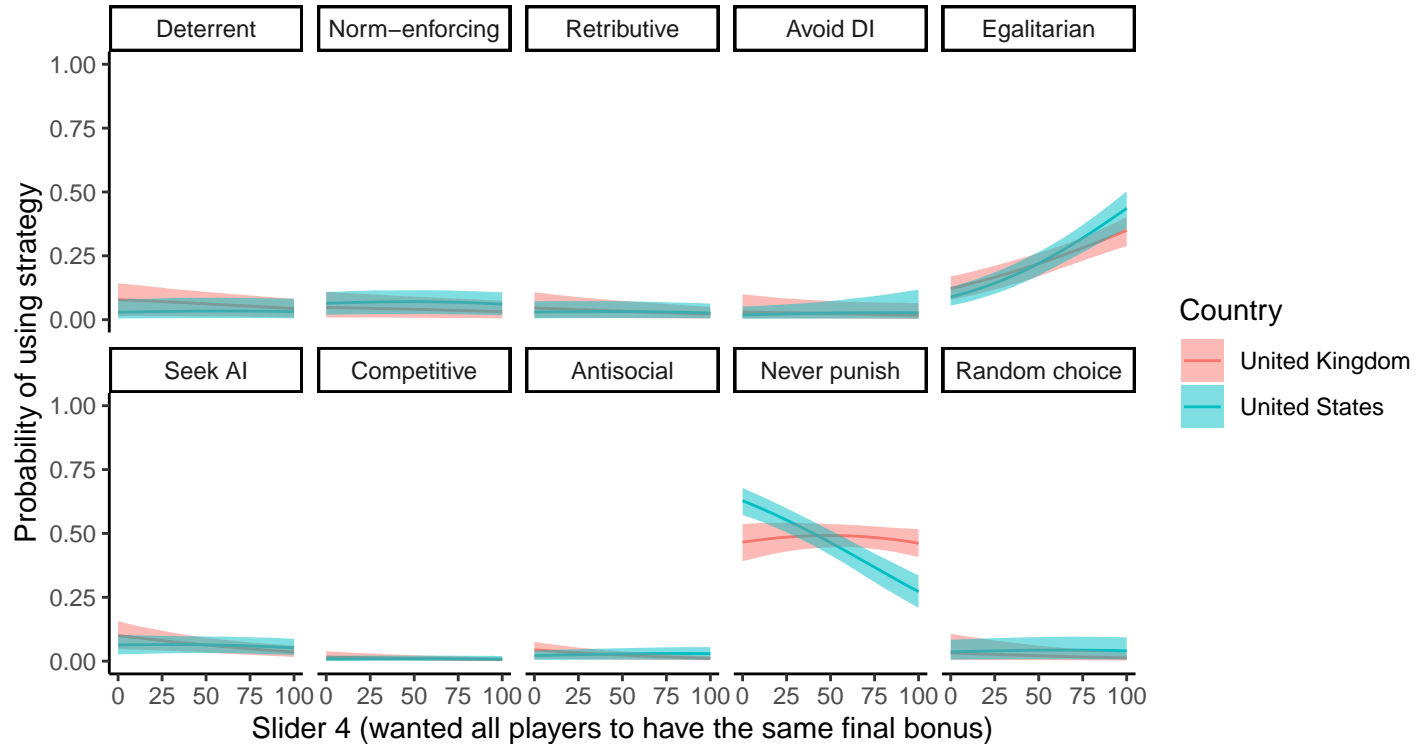 Deterrent
Norm−enforcing
Retributive
Avoid DI
Egalitarian
1.00
0.75
0.50
0.25
0.00
Seek AI
Competitive
Antisocial
Never punish
Random choice
1.00
0.75
0.50
0.25
0.00
0 25 50 75 100
0 25 50 75 100
0 25 50 75 100
0 25 50 75 100
0 25 50 75 100
Slider 4 (wanted all players to have the same final bonus)
Probability of using strategy
Country
United Kingdom
United States